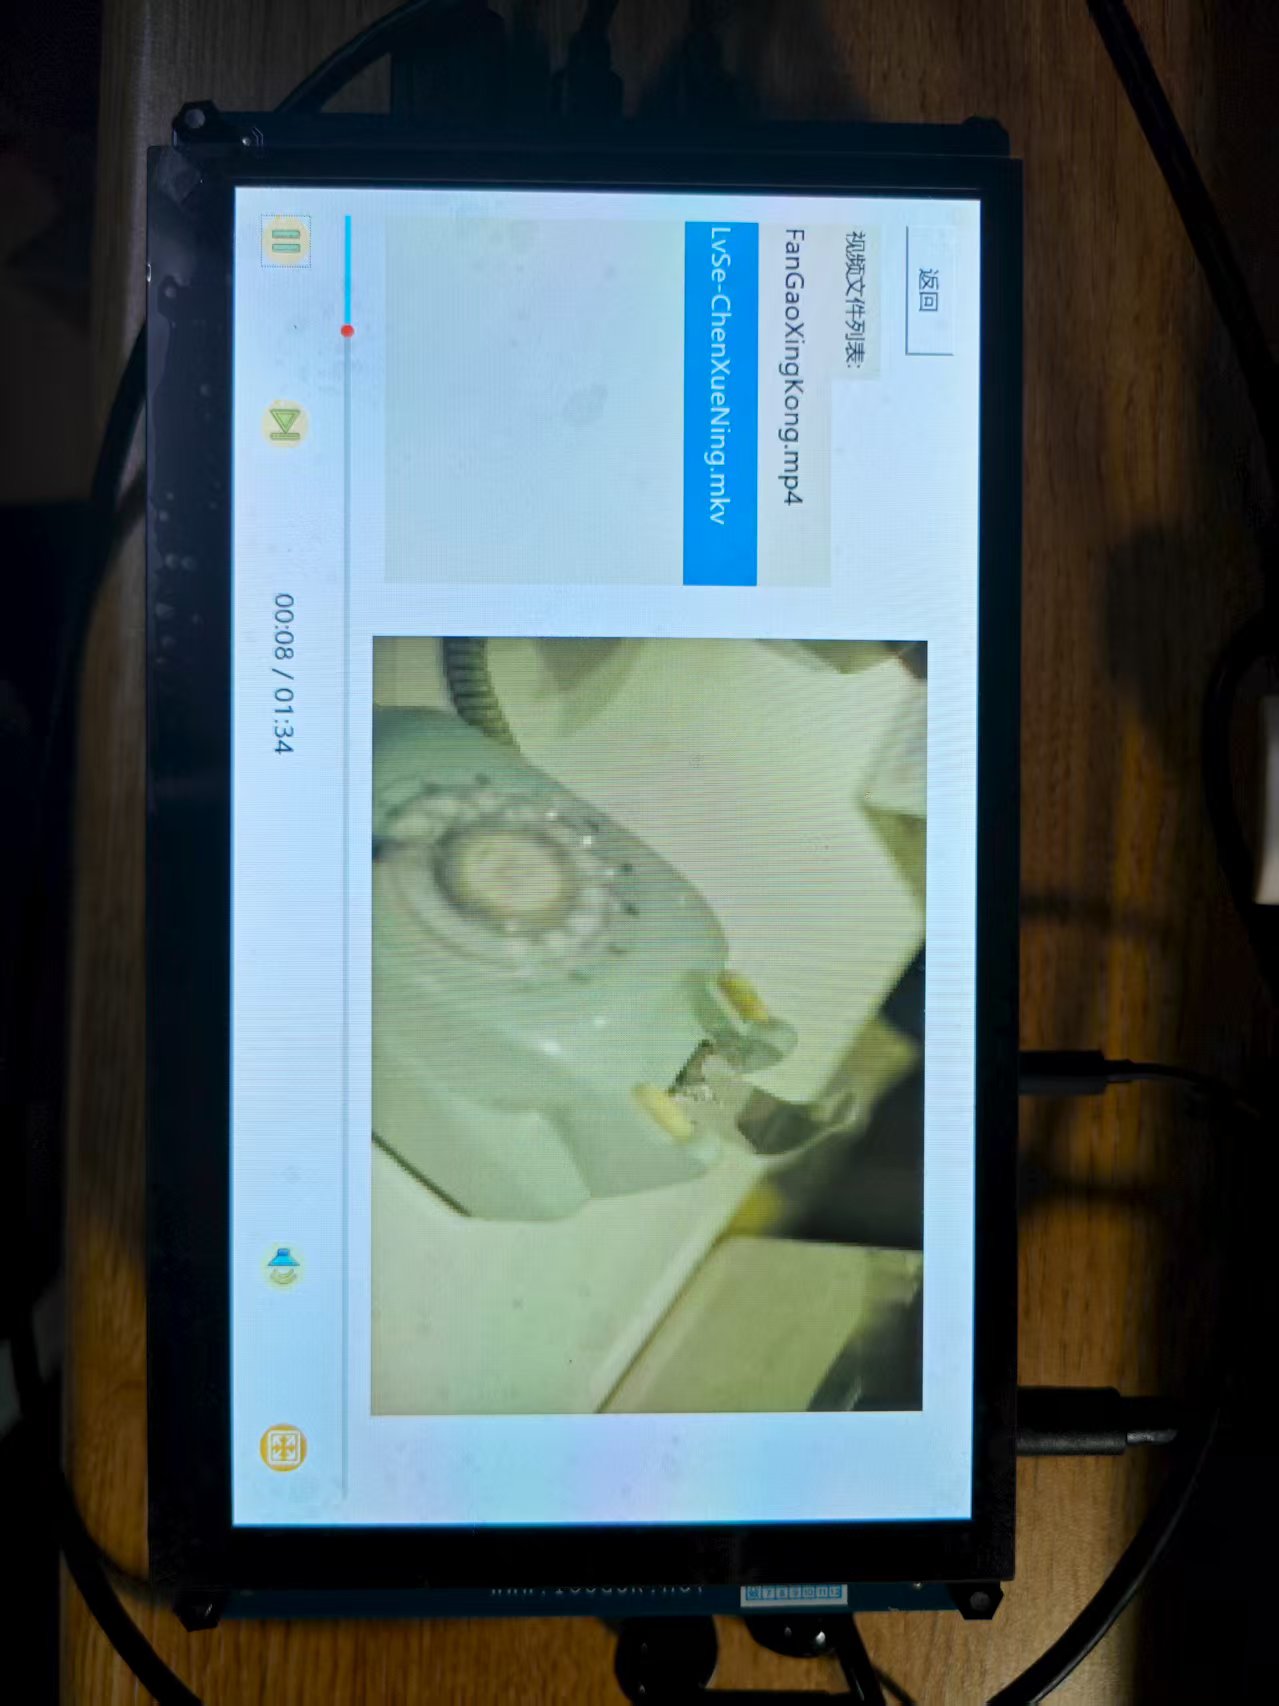 返回
视频文件列表:
FanGaoXingKong.mp4
LvSe-ChenXueNing.mkv
00:08 / 01:34